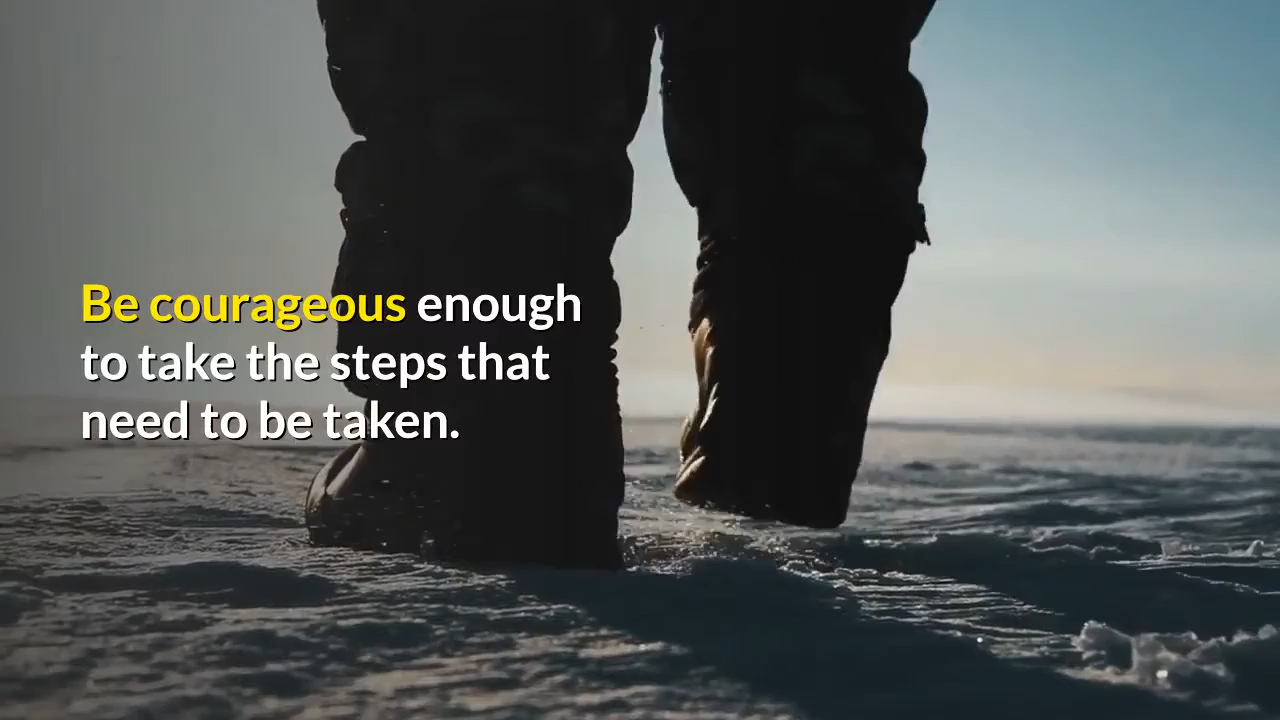 Be courageous enough
to take the steps that
need to be taken.